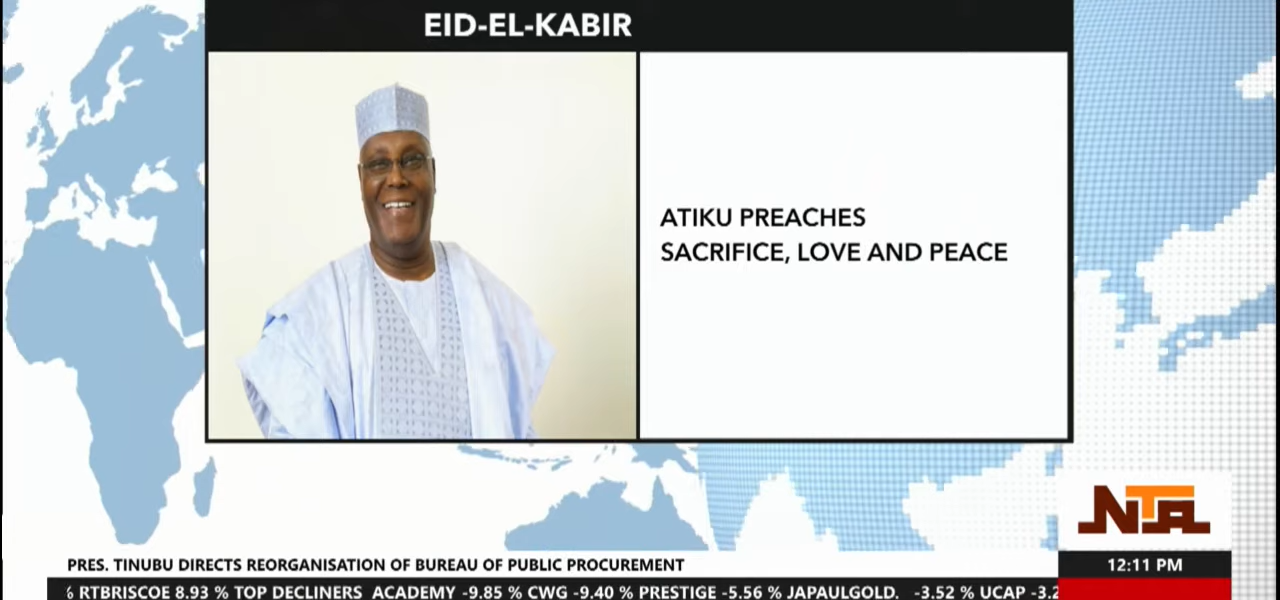 EID-EL-KABIR
ATIKU PREACHES
SACRIFICE, LOVE AND PEACE
NTA
PRES. TINUBU DIRECTS REORGANISATION OF BUREAU OF PUBLIC PROCUREMENT
12:11 PM
% RTBRISCOE 8.93 % TOP DECLINERS ACADEMY -9.85 % CWG -9.40 % PRESTIGE -5.56 % JAPAULGOLD. -3.52 % UCAP -3.2